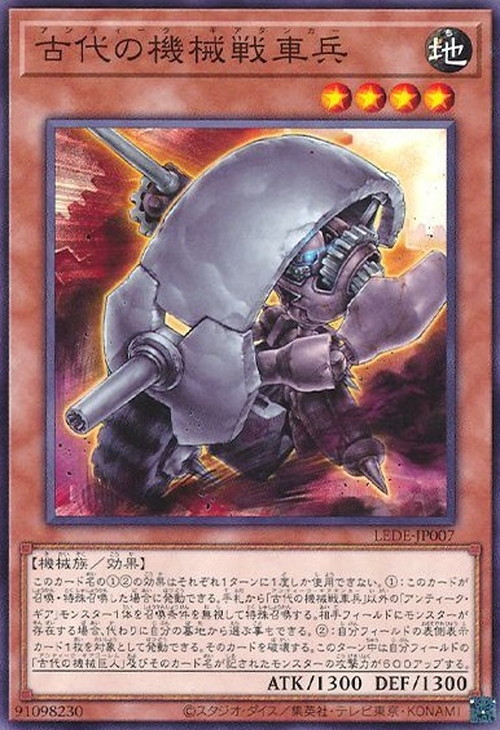 アンティーク・ギアタンカー
古代の機械戦車兵
地
LEDE-JP007
【機械族／効果】
このカード名の①②の効果はそれぞれ1ターンに1度しか使用できない。①：このカードが
召喚・特殊召喚した場合に発動できる。手札から「古代の機械戦車兵」以外の「アンティーク・
ギア」モンスター1体を召喚条件を無視して特殊召喚する。相手フィールドにモンスターが
存在する場合、代わりに自分の墓地から選ぶ事もできる。②：自分フィールドの表側表示
カード1枚を対象として発動できる。そのカードを破壊する。このターン中は自分フィールドの
「古代の機械巨人」及びそのカード名が記されたモンスターの攻撃力が600アップする。
ATK/1300 DEF/1300
91098230
©スタジオ・ダイス／集英社・テレビ東京・KONAMI